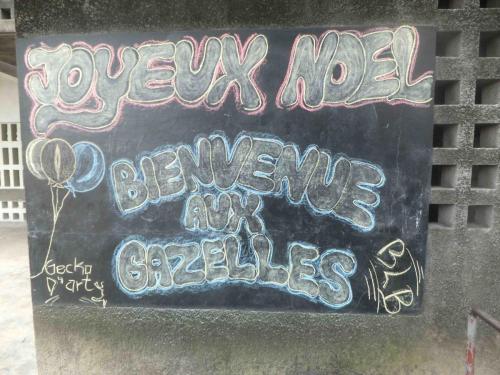 JOYEUX NOEL
BIENVENUE
AUX
GAZELLES
Gecko
D'arty
BLB